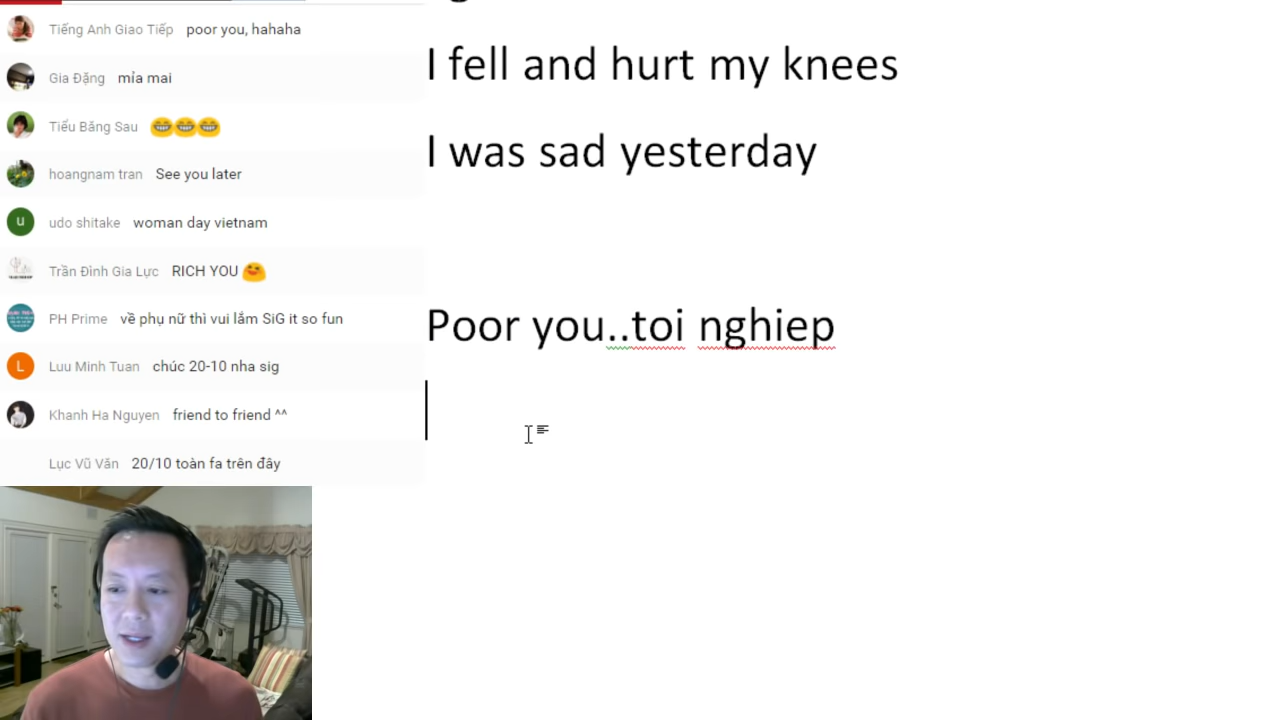 Tiếng Anh Giao Tiếp poor you, hahaha
Gia Đặng mỉa mai
Tiểu Băng Sau
hoangnam tran See you later
udo shitake woman day vietnam
Trần Đình Gia Lực RICH YOU
PH Prime về phụ nữ thì vui lắm SiG it so fun
Luu Minh Tuan chúc 20-10 nha sig
Khanh Ha Nguyen friend to friend ^^
Lục Vũ Văn 20/10 toàn fa trên đây
I fell and hurt my knees
I was sad yesterday
Poor you..toi nghiep